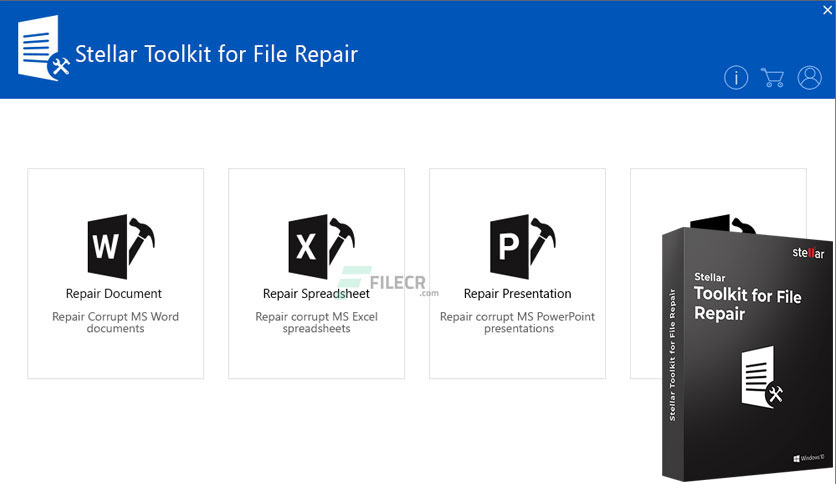 Stellar Toolkit for File Repair
W
X
P
Repair Document
Repair Corrupt MS Word
documents
Repair Spreadsheet
Repair corrupt MS Excel
spreadsheets
Repair Presentation
Repair corrupt MS PowerPoint
presentations
FILECR
.com
stellar
Stellar
Toolkit for File
Repair
Stellar Toolkit for File Repair
Windows 10